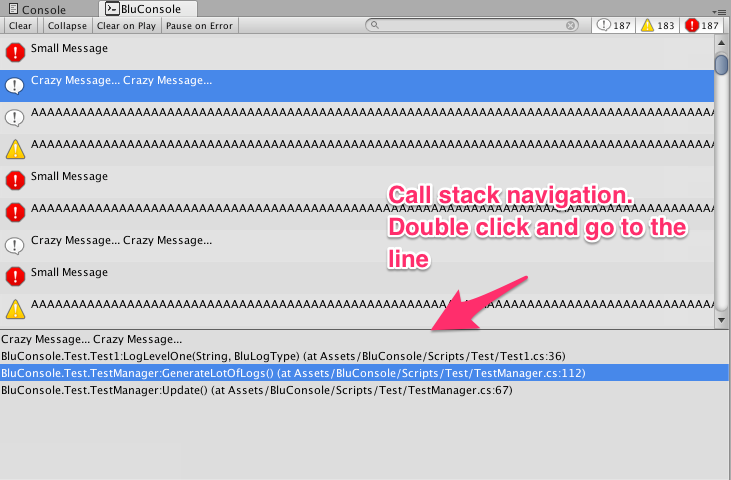 Console BluConsole
Clear Collapse Clear on Play Pause on Error 187 183 187
Small Message
Crazy Message... Crazy Message...
AAAAAAAAAAAAAAAAAAAAAAAAAAAAAAAAAAAAAAAAAAAAAAAAAAAAAAAAAAAAAAAAAAAAAAAAAAAAAAAAAAAAAAAA
AAAAAAAAAAAAAAAAAAAAAAAAAAAAAAAAAAAAAAAAAAAAAAAAAAAAAAAAAAAAAAAAAAAAAAAAAAAAAAAAAAAAAAAA
Small Message
AAAAAAAAAAAAAAAAAAAAAAAAAAAAAAAAAAAAAAAAAAAAAAAAAAAAAAAAAAAAAAAAAAAAAAAAAAAAAAAAAAAAAAAA
Crazy Message... Crazy Message...
Small Message
AAAAAAAAAAAAAAAAAAAAAAAAAAAAAAAAAAAAAAAAAAAAAAAAAAAAAAAAAAAAAAAAAAAAAAAAAAAAAAAAAAAAAAAA
Call stack navigation.
Double click and go to the
line
Crazy Message... Crazy Message...
BluConsole.Test.Test1:LogLevelOne(String, BluLogType) (at Assets/BluConsole/Scripts/Test/Test1.cs:36)
BluConsole.Test.TestManager:GenerateLotOfLogs() (at Assets/BluConsole/Scripts/Test/TestManager.cs:112)
BluConsole.Test.TestManager:Update() (at Assets/BluConsole/Scripts/Test/TestManager.cs:67)